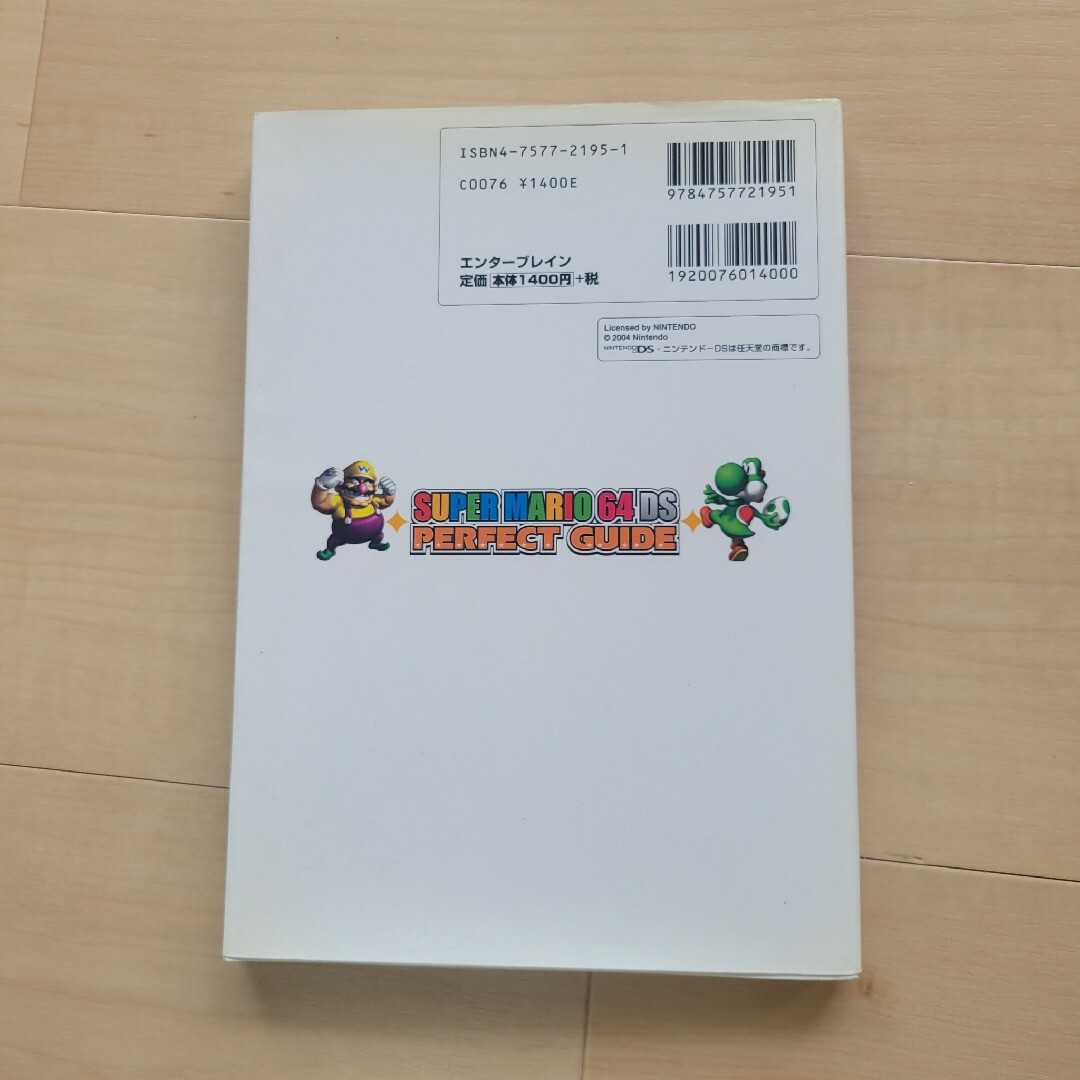 ISBN4-7577-2195-1
C0076 ¥1400E
9784757721951
エンターブレイン
定価 本体1400円 +税
1920076014000
Licensed by NINTENDO
© 2004 Nintendo
NINTENDO DS・ニンテンドーDSは任天堂の商標です。
SUPER MARIO 64 DS
PERFECT GUIDE